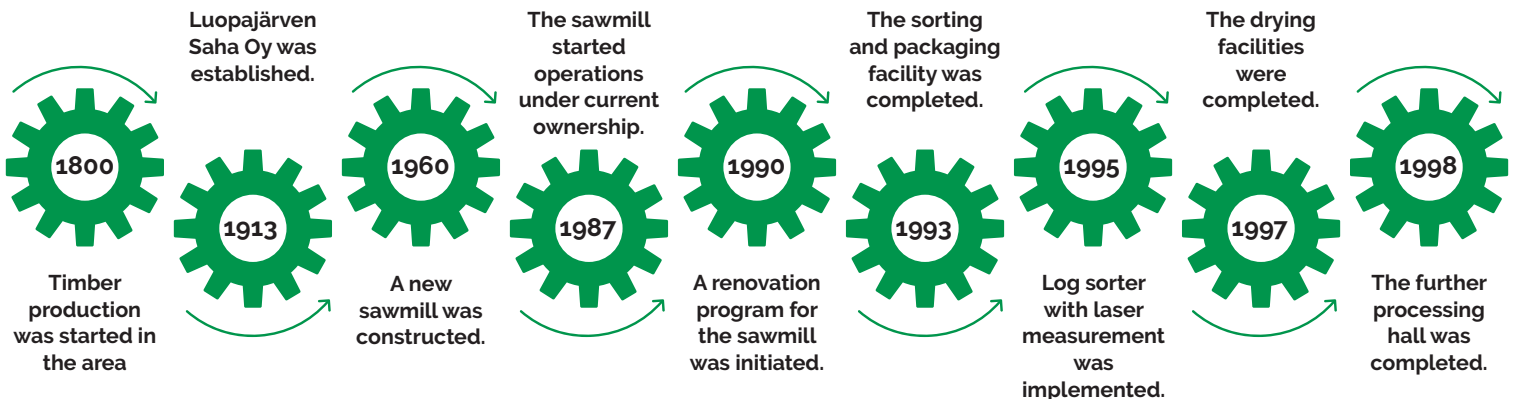 1800
Timber
production
was started in
the area
Luopajärven
Saha Oy was
established.
1913
1960
A new
sawmill was
constructed.
The sawmill
started
operations
under current
ownership.
1987
1990
A renovation
program for
the sawmill
was initiated.
The sorting
and packaging
facility was
completed.
1993
1995
Log sorter
with laser
measurement
was
implemented.
The drying
facilities
were
completed.
1997
1998
The further
processing
hall was
completed.